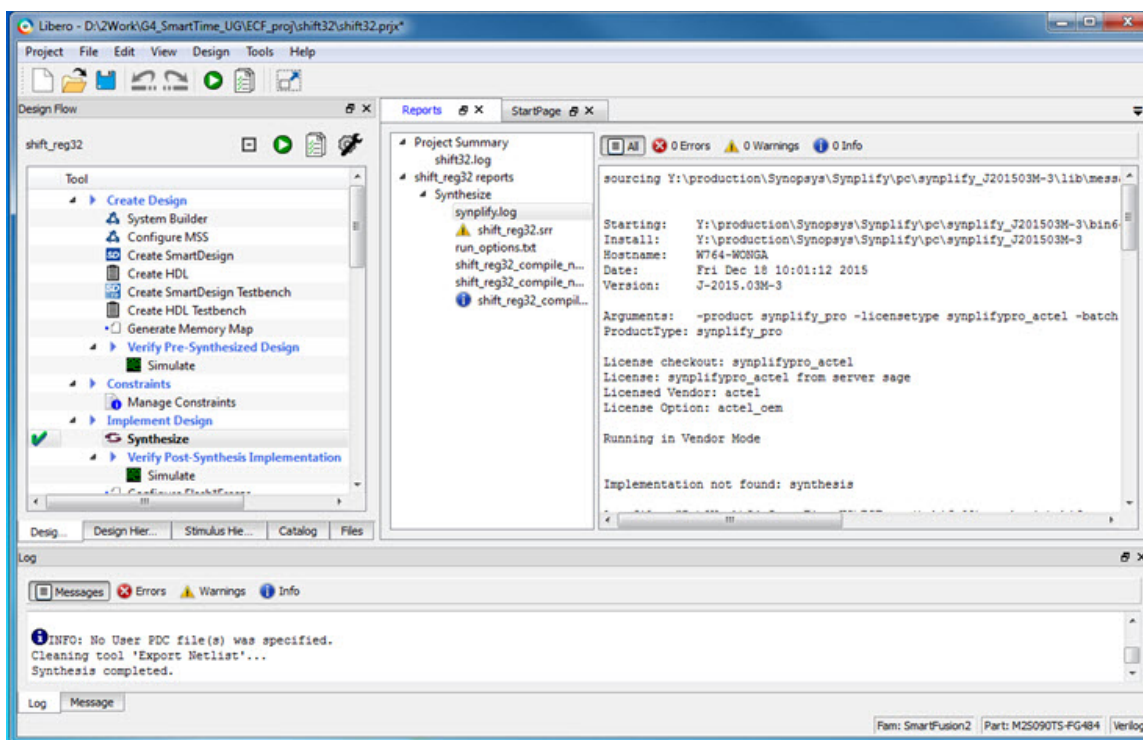 Libero - D:\2Work\G4_SmartTime_UG\ECF_proj\shift32\shift32.prjx*
Project File Edit View Design Tools Help
Design Flow
shift_reg32
Tool
Create Design
System Builder
Configure MSS
Create SmartDesign
Create HDL
Create SmartDesign Testbench
Create HDL Testbench
Generate Memory Map
Verify Pre-Synthesized Design
Simulate
Constraints
Manage Constraints
Implement Design
Synthesize
Verify Post-Synthesis Implementation
Simulate
Desig... Design Hier... Stimulus Hie... Catalog Files
Reports StartPage
Project Summary
shift32.log
shift_reg32 reports
Synthesize
synplify.log
shift_reg32.srr
run_options.txt
shift_reg32_compile_n...
shift_reg32_compile_n...
shift_reg32_compil...
All 0 Errors 0 Warnings 0 Info
sourcing Y:\production\Synopsys\Synplify\pc\synplify_J201503M-3\lib\mess
Starting: Y:\production\Synopsys\Synplify\pc\synplify_J201503M-3\bin6
Install: Y:\production\Synopsys\Synplify\pc\synplify_J201503M-3
Hostname: W764-WONGA
Date: Fri Dec 18 10:01:12 2015
Version: J-2015.03M-3
Arguments: -product synplify_pro -licensetype synplifypro_actel -batch
ProductType: synplify_pro
License checkout: synplifypro_actel
License: synplifypro_actel from server sage
Licensed Vendor: actel
License Option: actel_oem
Running in Vendor Mode
Implementation not found: synthesis
Log
Messages Errors Warnings Info
INFO: No User PDC file(s) was specified.
Cleaning tool 'Export Netlist'...
Synthesis completed.
Log Message
Fam: SmartFusion2 Part: M2S090TS-FG484 Verilog